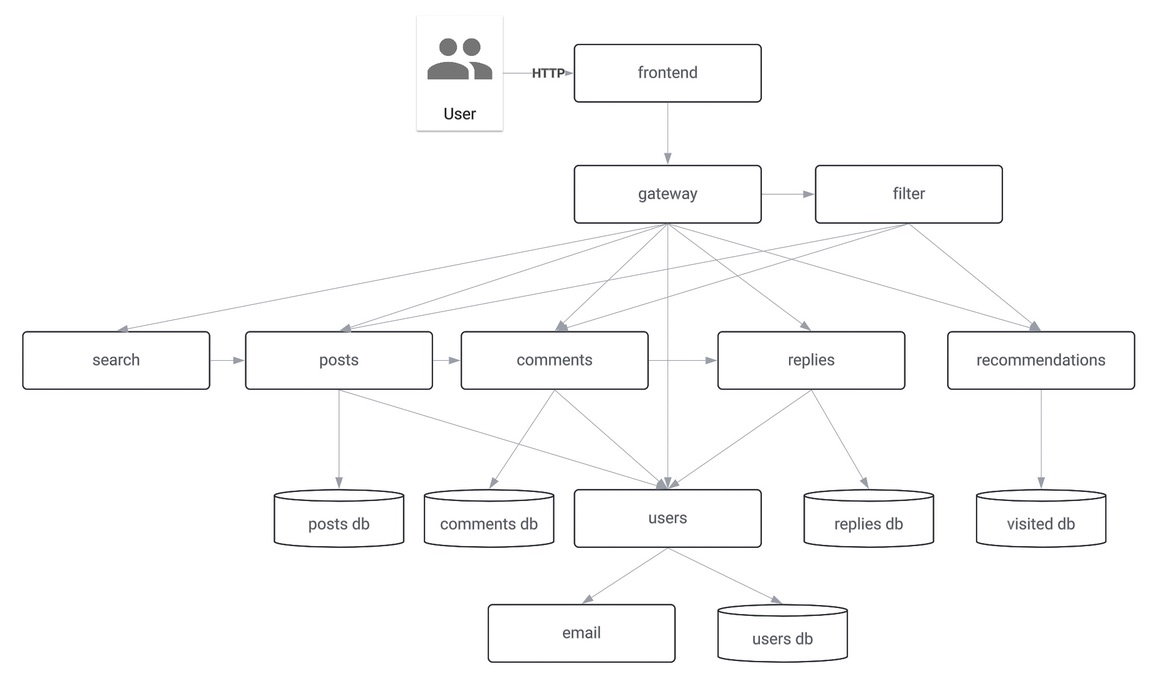 HTTP
frontend
User
gateway
filter
search
posts
comments
replies
recommendations
posts db
comments db
users
replies db
visited db
email
users db